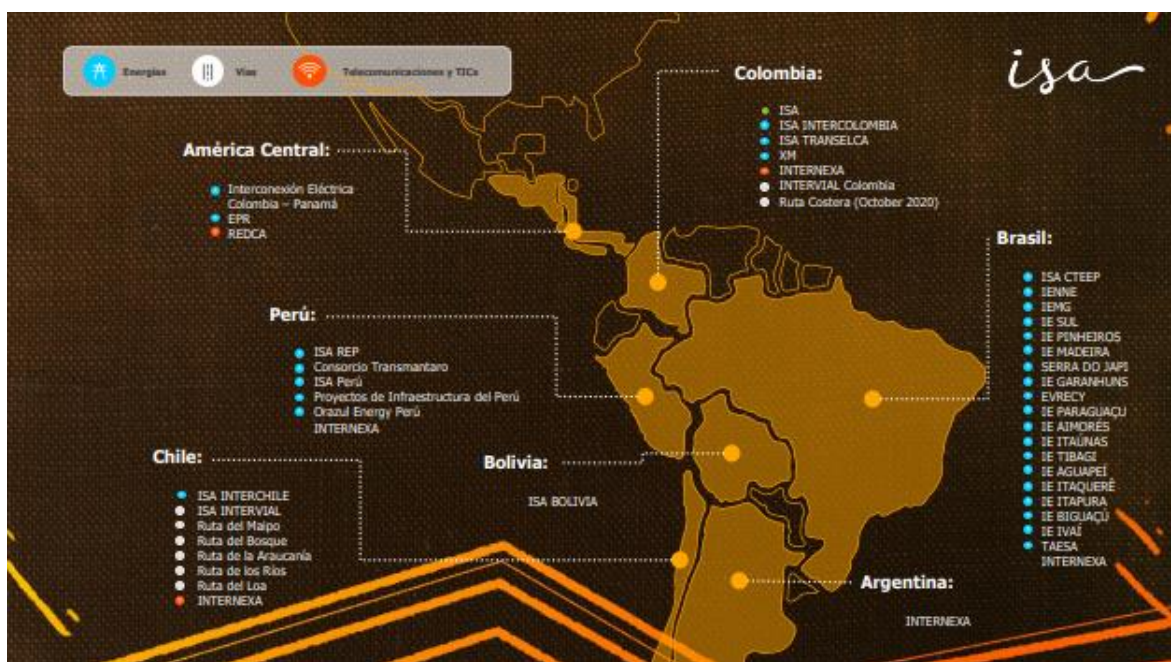 Energías
Vías
Telecomunicaciones y TICs
isa
Colombia:
ISA
ISA INTERCOLOMBIA
ISA TRANSELCA
XM
INTERNEXA
INTERVIAL Colombia
Ruta Costera (October 2020)
América Central:
Interconexión Eléctrica
Colombia – Panamá
EPR
REDCA
Brasil:
ISA CTEEP
IENNE
IEMG
IE SUL
IE PINHEIROS
IE MADEIRA
SERRA DO JAPI
IE GARANHUNS
EVRECY
IE PARAGUAÇU
IE AIMORÉS
IE ITAÚNAS
IE TIBAGI
IE AGUAPEÍ
IE ITAQUERÊ
IE ITAPURA
IE BIGUAÇU
IE IVAÍ
TAESA
INTERNEXA
Perú:
ISA REP
Consorcio Transmantaro
ISA Perú
Proyectos de Infraestructura del Perú
Orazul Energy Perú
INTERNEXA
Chile:
ISA INTERCHILE
ISA INTERVIAL
Ruta del Maipo
Ruta del Bosque
Ruta de la Araucanía
Ruta de los Ríos
Ruta del Loa
INTERNEXA
Bolivia:
ISA BOLIVIA
Argentina:
INTERNEXA